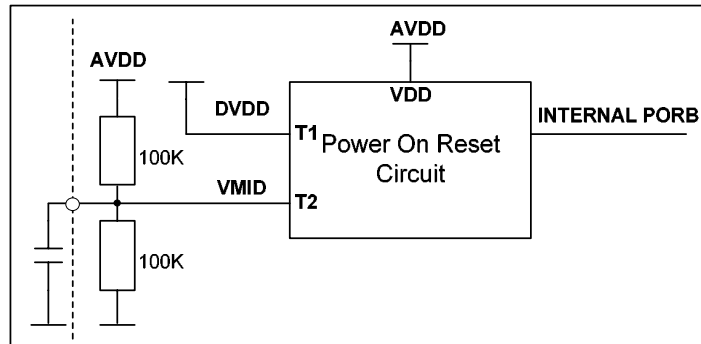 AVDD
AVDD
DVDD
VDD
INTERNAL PORB
T1
Power On Reset
Circuit
100K
VMID
T2
100K